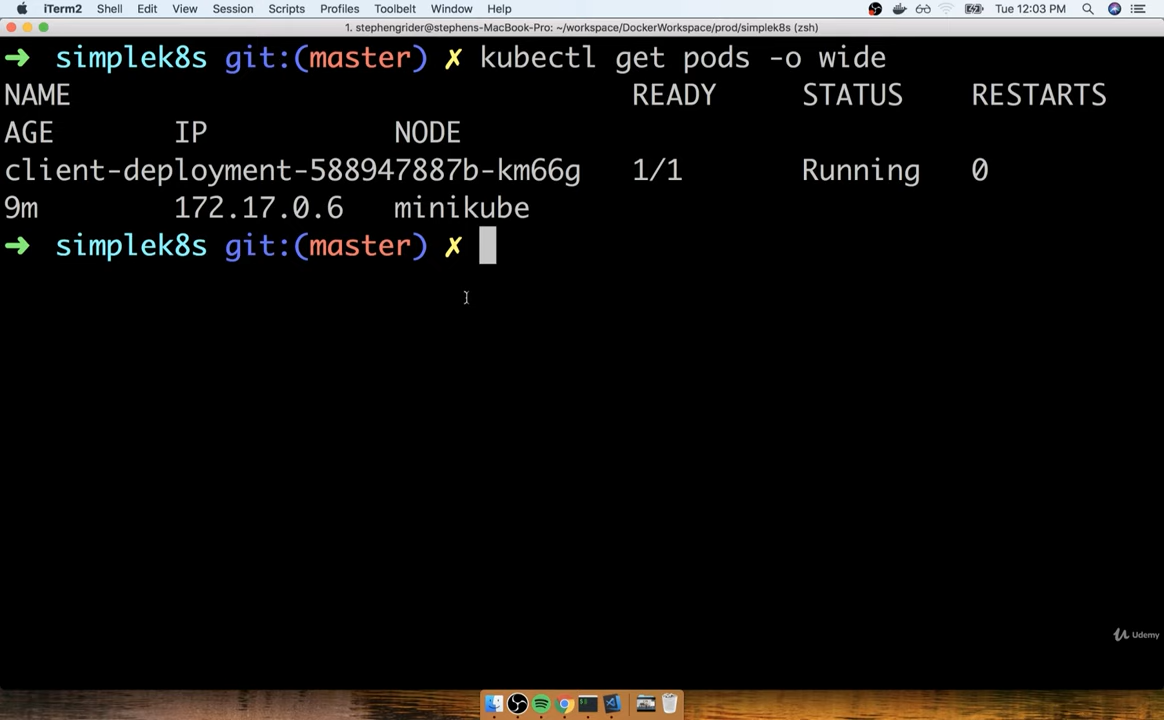 iTerm2 Shell Edit View Session Scripts Profiles Toolbelt Window Help Tue 12:03 PM
1. stephengrider@stephens-MacBook-Pro: ~/workspace/DockerWorkspace/prod/simplek8s (zsh)
➜ simplek8s git:(master) ✗ kubectl get pods -o wide
NAME READY STATUS RESTARTS
AGE IP NODE
client-deployment-588947887b-km66g 1/1 Running 0
9m 172.17.0.6 minikube
➜ simplek8s git:(master) ✗
Udemy